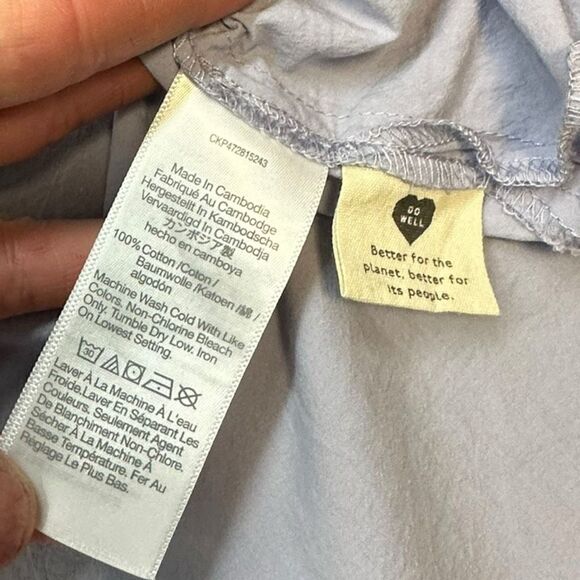 CKP47281S243
Made In Cambodia
Fabriqué Au Cambodge
Hergestellt In Kambodscha
Vervaardigd In Cambodja
カンボジア製
hecho en camboya
100% Cotton /Coton /
Baumwolle /Katoen /綿 /
algodón
Machine Wash Cold With Like
Colors, Non-Chlorine Bleach
Only. Tumble Dry Low. Iron
On Lowest Setting.
30
Laver À La Machine À L'eau
Froide.Laver En Séparant Les
Couleurs, Seulement Agent
De Blanchiment Non-Chlore.
Sécher À La Machine À
Basse Température. Fer Au
Réglage Le Plus Bas.
DO
WELL
Better for the
planet, better for
its people.